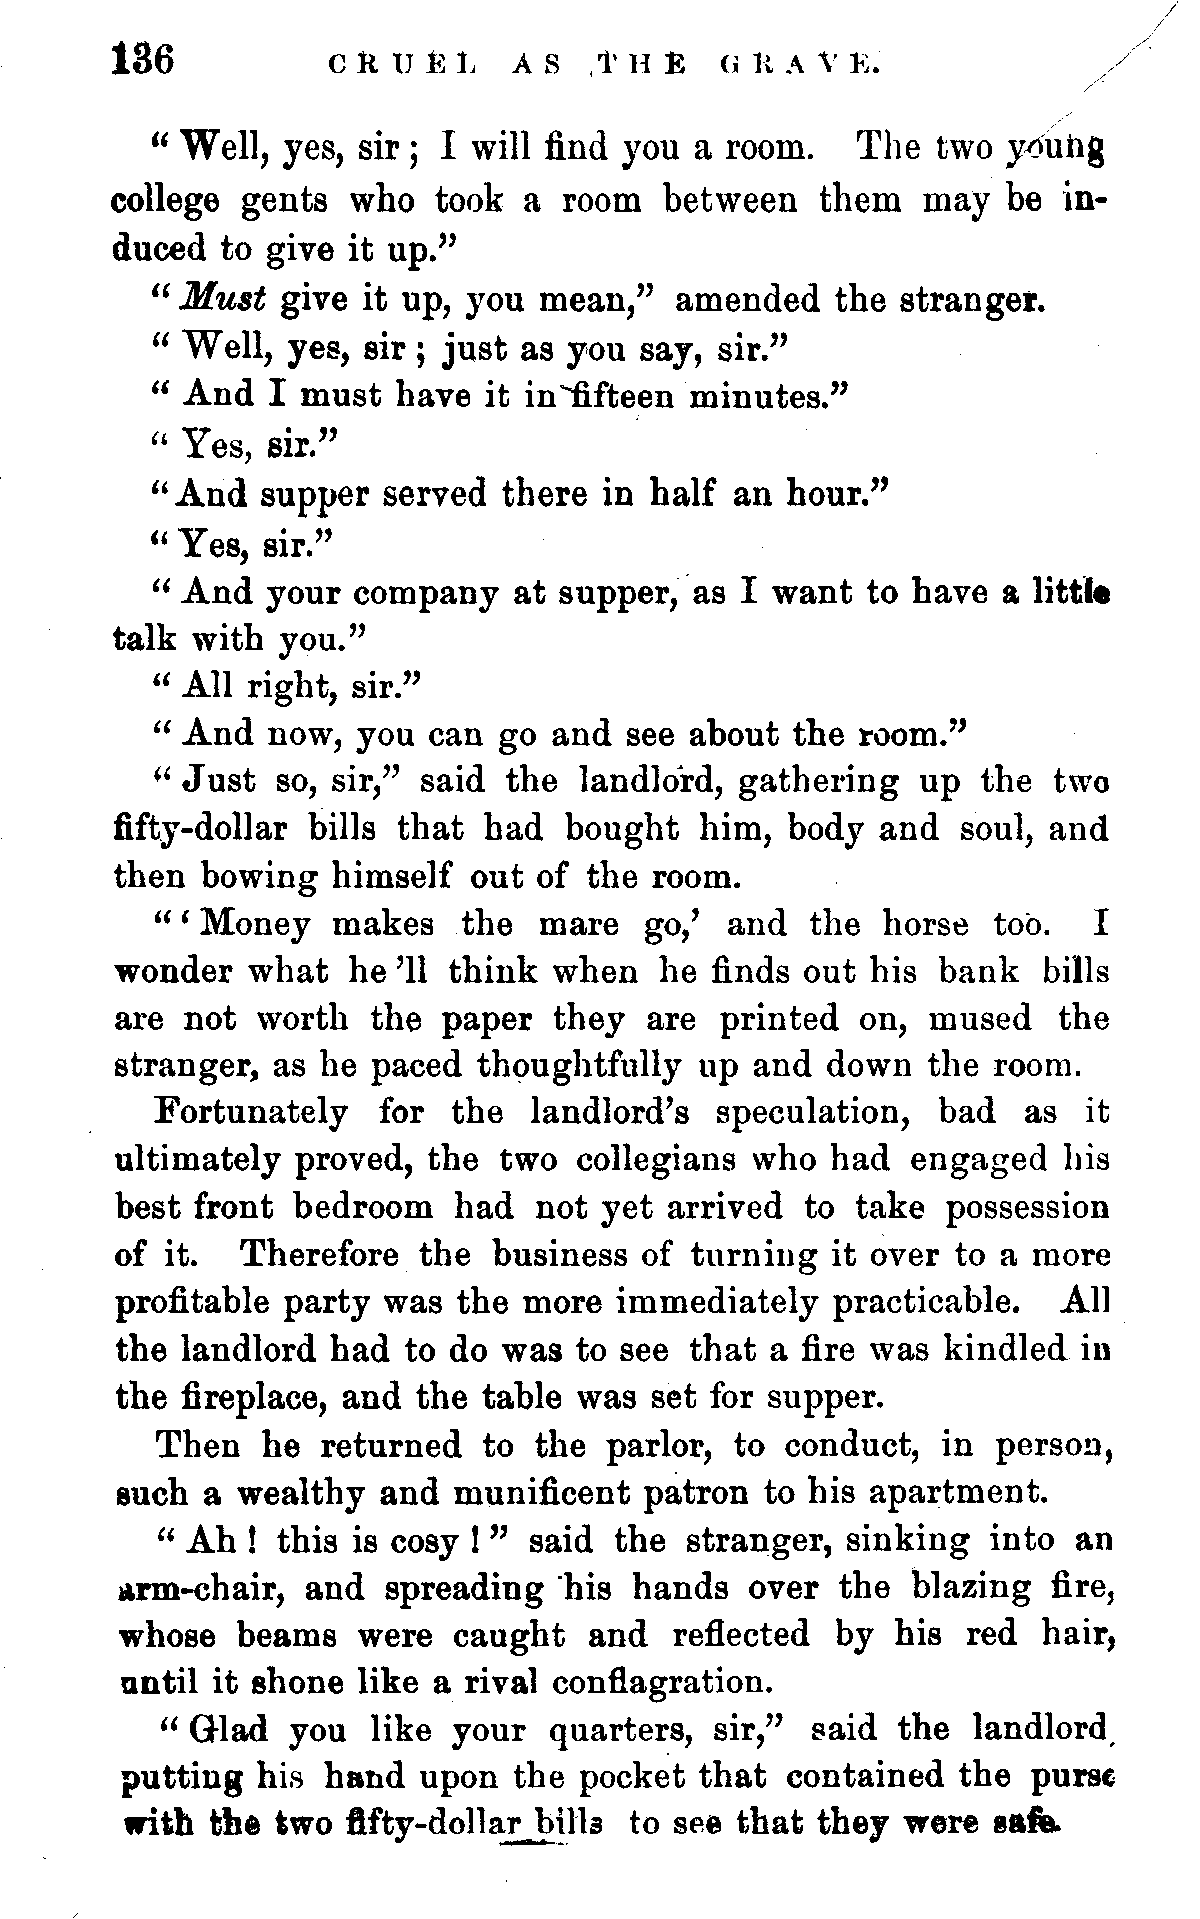 136 CRUEL AS THE GRAVE.
“Well, yes, sir; I will find you a room. The two young
college gents who took a room between them may be in-
duced to give it up.”
“Must give it up, you mean,” amended the stranger.
“Well, yes, sir; just as you say, sir.”
“And I must have it in fifteen minutes.”
“Yes, sir.”
“And supper served there in half an hour.”
“Yes, sir.”
“And your company at supper, as I want to have a little
talk with you.”
“All right, sir.”
“And now, you can go and see about the room.”
“Just so, sir,” said the landlord, gathering up the two
fifty-dollar bills that had bought him, body and soul, and
then bowing himself out of the room.
“‘Money makes the mare go,’ and the horse too. I
wonder what he’ll think when he finds out his bank bills
are not worth the paper they are printed on, mused the
stranger, as he paced thoughtfully up and down the room.
Fortunately for the landlord’s speculation, bad as it
ultimately proved, the two collegians who had engaged his
best front bedroom had not yet arrived to take possession
of it. Therefore the business of turning it over to a more
profitable party was the more immediately practicable. All
the landlord had to do was to see that a fire was kindled in
the fireplace, and the table was set for supper.
Then he returned to the parlor, to conduct, in person,
such a wealthy and munificent patron to his apartment.
“Ah! this is cosy!” said the stranger, sinking into an
arm-chair, and spreading his hands over the blazing fire,
whose beams were caught and reflected by his red hair,
until it shone like a rival conflagration.
“Glad you like your quarters, sir,” said the landlord,
putting his hand upon the pocket that contained the purse
with the two fifty-dollar bills to see that they were safe.